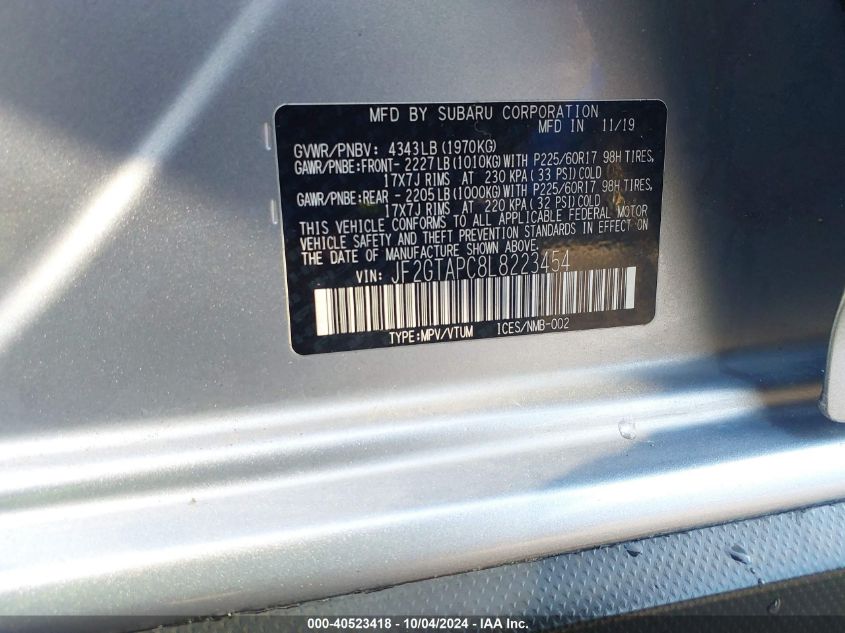 MFD BY SUBARU CORPORATION
MFD IN 11/19
GVWR/PNBV: 4343LB (1970KG)
GAWR/PNBE:FRONT- 2227LB(1010KG)WITH P225/60R17 98H TIRES,
17X7J RIMS AT 230 KPA(33 PSI)COLD
GAWR/PNBE:REAR - 2205LB(1000KG)WITH P225/60R17 98H TIRES,
17X7J RIMS AT 220 KPA(32 PSI)COLD
THIS VEHICLE CONFORMS TO ALL APPLICABLE FEDERAL MOTOR
VEHICLE SAFETY AND THEFT PREVENTION STANDARDS IN EFFECT ON
THE DATE OF MANUFACTURE SHOWN ABOVE.
VIN: JF2GTAPC8L8223454
TYPE:MPV/VTUM ICES/NMB-002
000-40523418 - 10/04/2024 - IAA Inc.